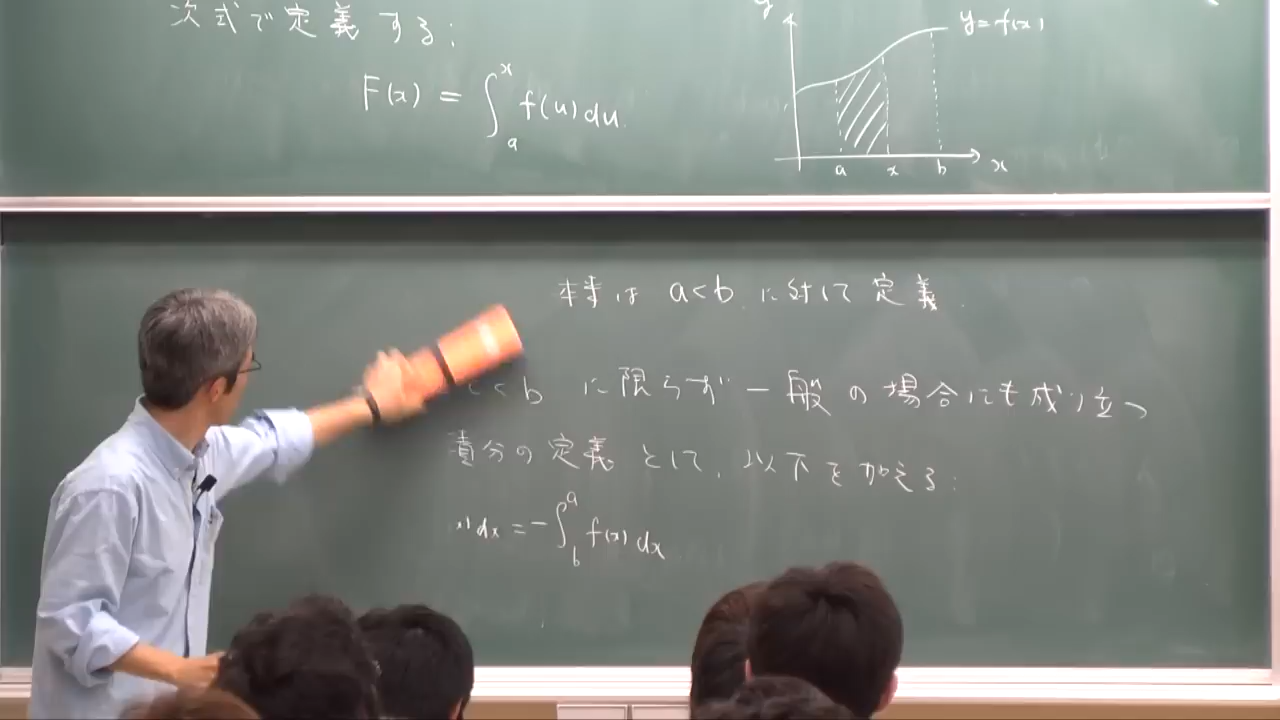 次式で定義する:
F(x) = ∫_a^x f(u) du.
y
y = f(x)
a x b x
本来は a<b に対して定義.
<b に限らず 一般の場合にも成り立つ
積分の定義として, 以下を加える:
dx = -∫_b^a f(x) dx.